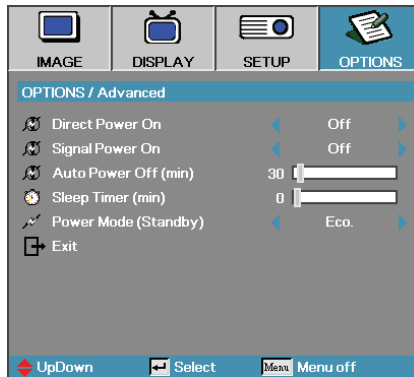 IMAGE DISPLAY SETUP OPTIONS
OPTIONS / Advanced
Direct Power On Off
Signal Power On Off
Auto Power Off (min) 30
Sleep Timer (min) 0
Power Mode (Standby) Eco.
Exit
UpDown Select Menu Menu off